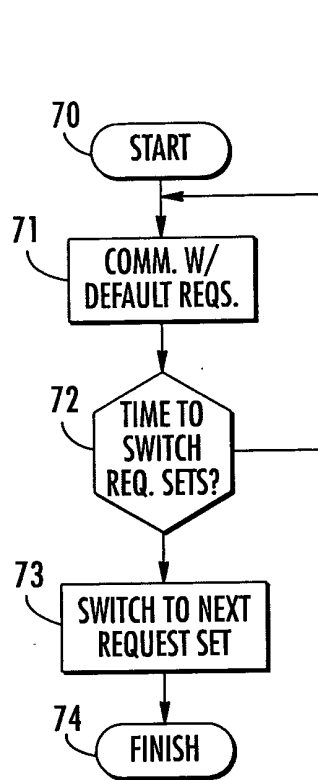 70
START
71
COMM. W/
DEFAULT REQS.
72
TIME TO
SWITCH
REQ. SETS?
73
SWITCH TO NEXT
REQUEST SET
74
FINISH